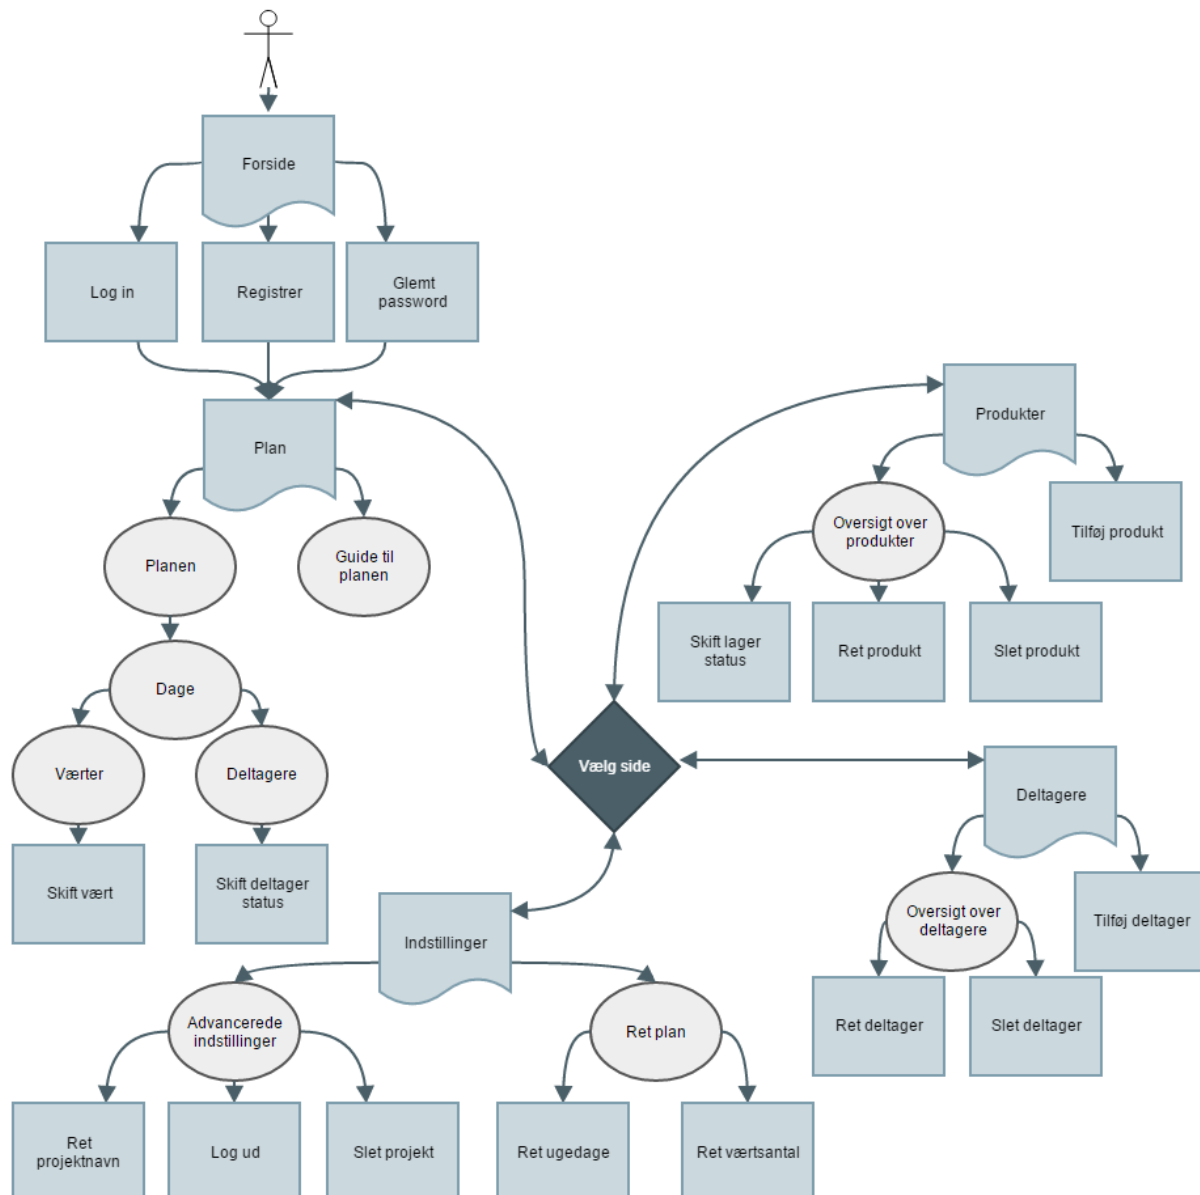 Forside
Log in
Registrer
Glemt
password
Plan
Planen
Guide til
planen
Dage
Værter
Deltagere
Skift vært
Skift deltager
status
Vælg side
Produkter
Oversigt over
produkter
Tilføj produkt
Skift lager
status
Ret produkt
Slet produkt
Deltagere
Oversigt over
deltagere
Tilføj deltager
Ret deltager
Slet deltager
Indstillinger
Advancerede
indstillinger
Ret plan
Ret
projektnavn
Log ud
Slet projekt
Ret ugedage
Ret værtsantal